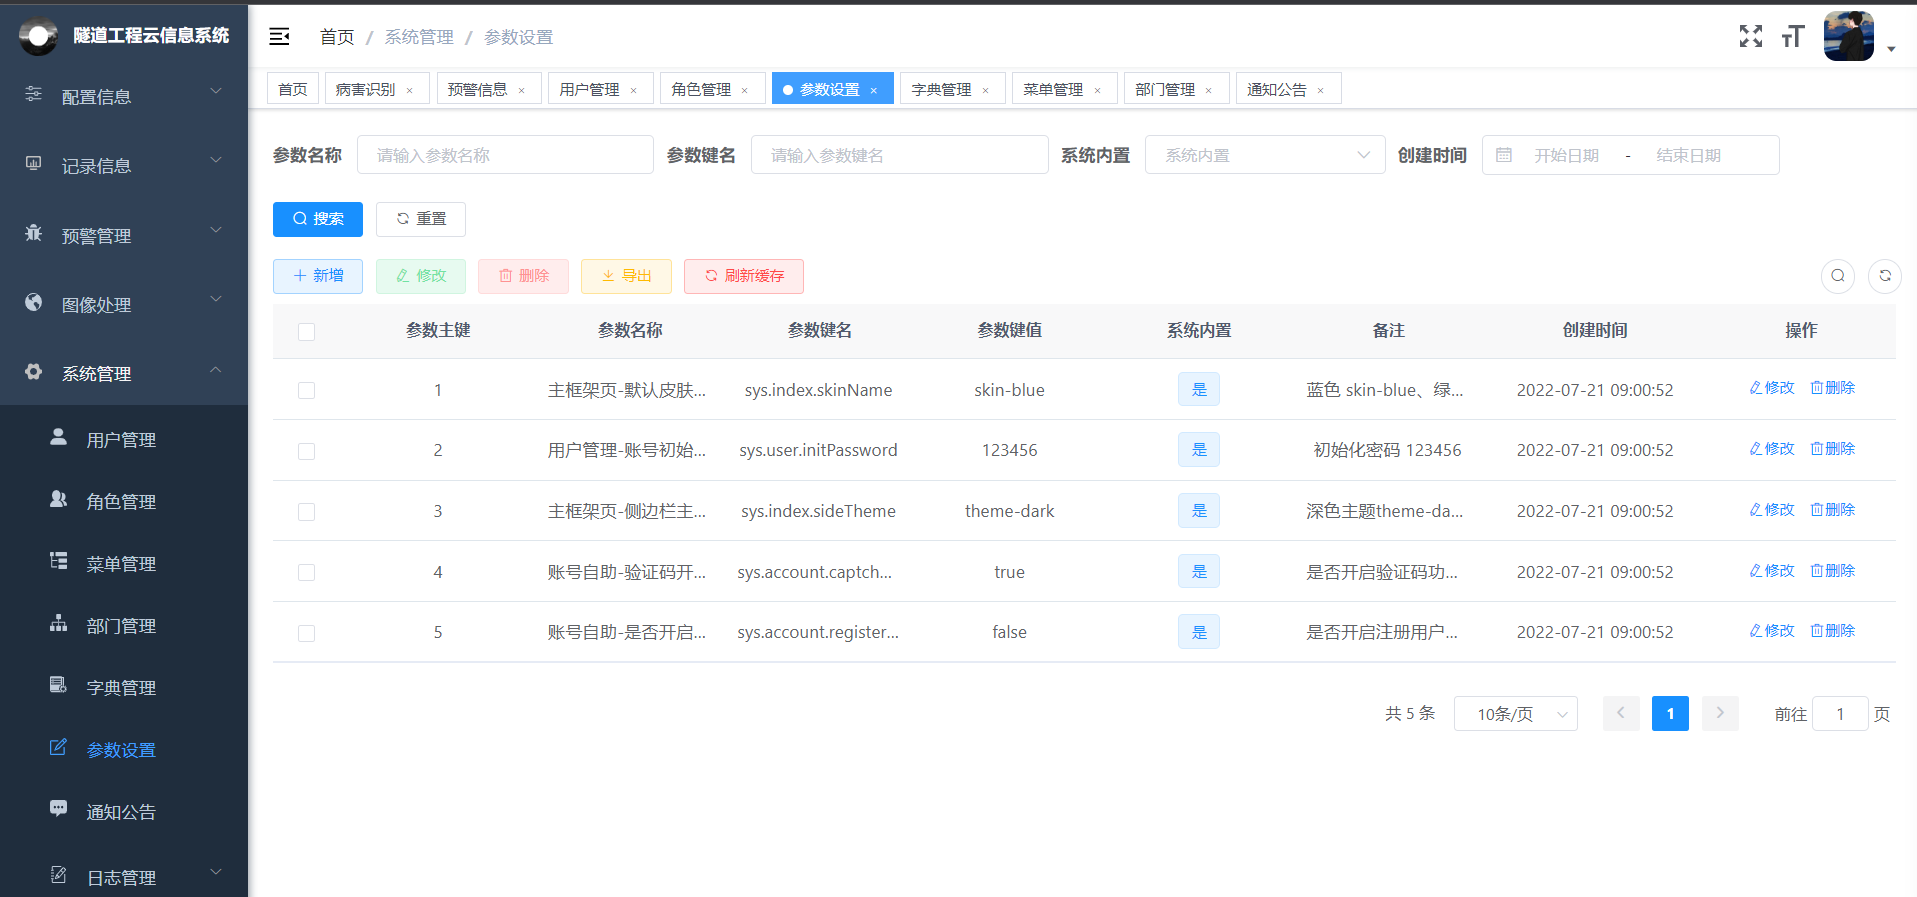 隧道工程云信息系统
首页 / 系统管理 / 参数设置
首页 病害识别 × 预警信息 × 用户管理 × 角色管理 × 参数设置 × 字典管理 × 菜单管理 × 部门管理 × 通知公告 ×
配置信息
记录信息
预警管理
图像处理
系统管理
用户管理
角色管理
菜单管理
部门管理
字典管理
参数设置
通知公告
日志管理
参数名称 请输入参数名称 参数键名 请输入参数键名 系统内置 系统内置 创建时间 开始日期 - 结束日期
搜索 重置
新增 修改 删除 导出 刷新缓存
参数主键 参数名称 参数键名 参数键值 系统内置 备注 创建时间 操作
1 主框架页-默认皮肤... sys.index.skinName skin-blue 是 蓝色 skin-blue、绿... 2022-07-21 09:00:52 修改 删除
2 用户管理-账号初始... sys.user.initPassword 123456 是 初始化密码 123456 2022-07-21 09:00:52 修改 删除
3 主框架页-侧边栏主... sys.index.sideTheme theme-dark 是 深色主题theme-da... 2022-07-21 09:00:52 修改 删除
4 账号自助-验证码开... sys.account.captch... true 是 是否开启验证码功... 2022-07-21 09:00:52 修改 删除
5 账号自助-是否开启... sys.account.register... false 是 是否开启注册用户... 2022-07-21 09:00:52 修改 删除
共 5 条 10条/页 1 前往 1 页